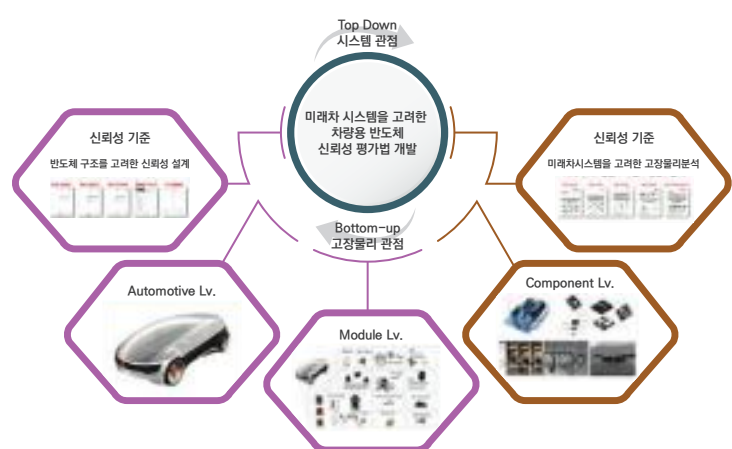 Top Down
시스템 관점
미래차 시스템을 고려한
차량용 반도체
신뢰성 평가법 개발
신뢰성 기준
반도체 구조를 고려한 신뢰성 설계
신뢰성 기준
미래차시스템을 고려한 고장물리분석
Bottom-up
고장물리 관점
Automotive Lv.
Module Lv.
Component Lv.